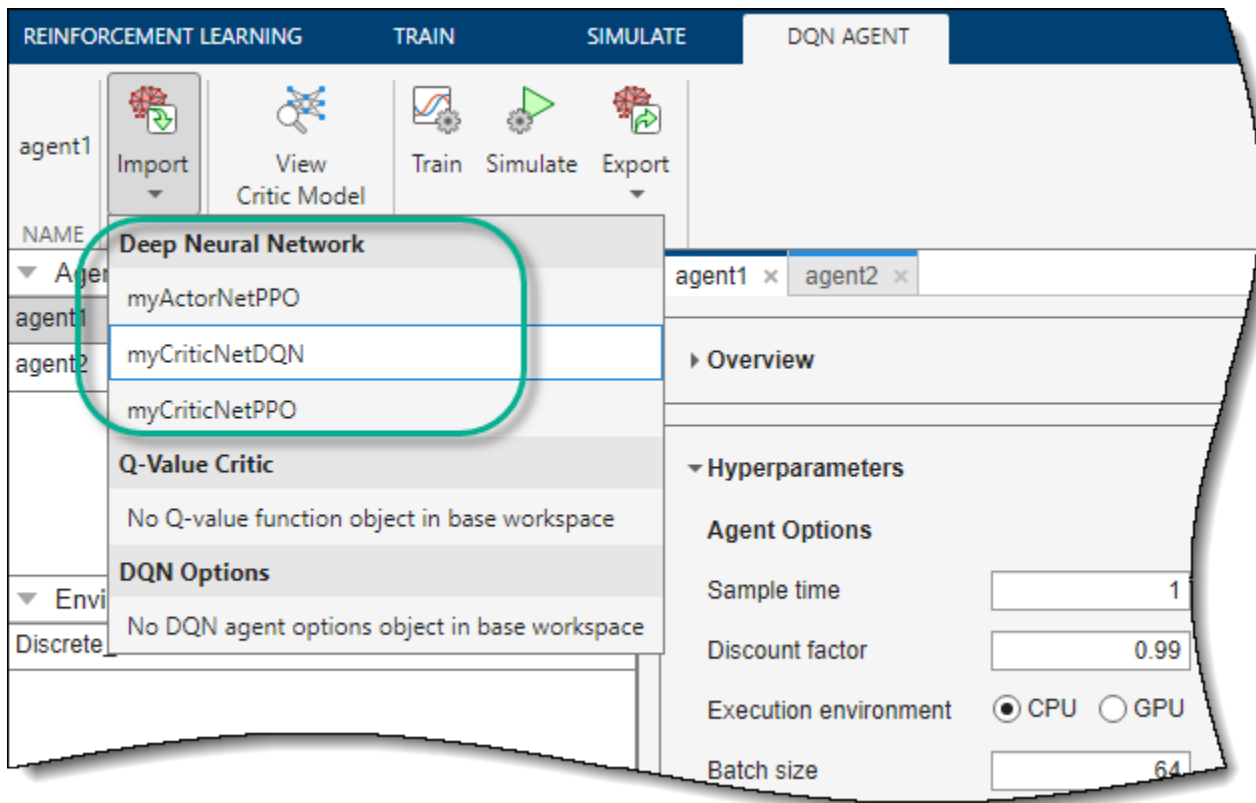 REINFORCEMENT LEARNING TRAIN SIMULATE DQN AGENT
agent1
Import
View
Critic Model
Train
Simulate
Export
NAME
Deep Neural Network
myActorNetPPO
myCriticNetDQN
myCriticNetPPO
Q-Value Critic
No Q-value function object in base workspace
DQN Options
No DQN agent options object in base workspace
Agen
agent1
agent2
Envi
Discrete_
agent1 × agent2 ×
Overview
Hyperparameters
Agent Options
Sample time 1
Discount factor 0.99
Execution environment CPU GPU
Batch size 64